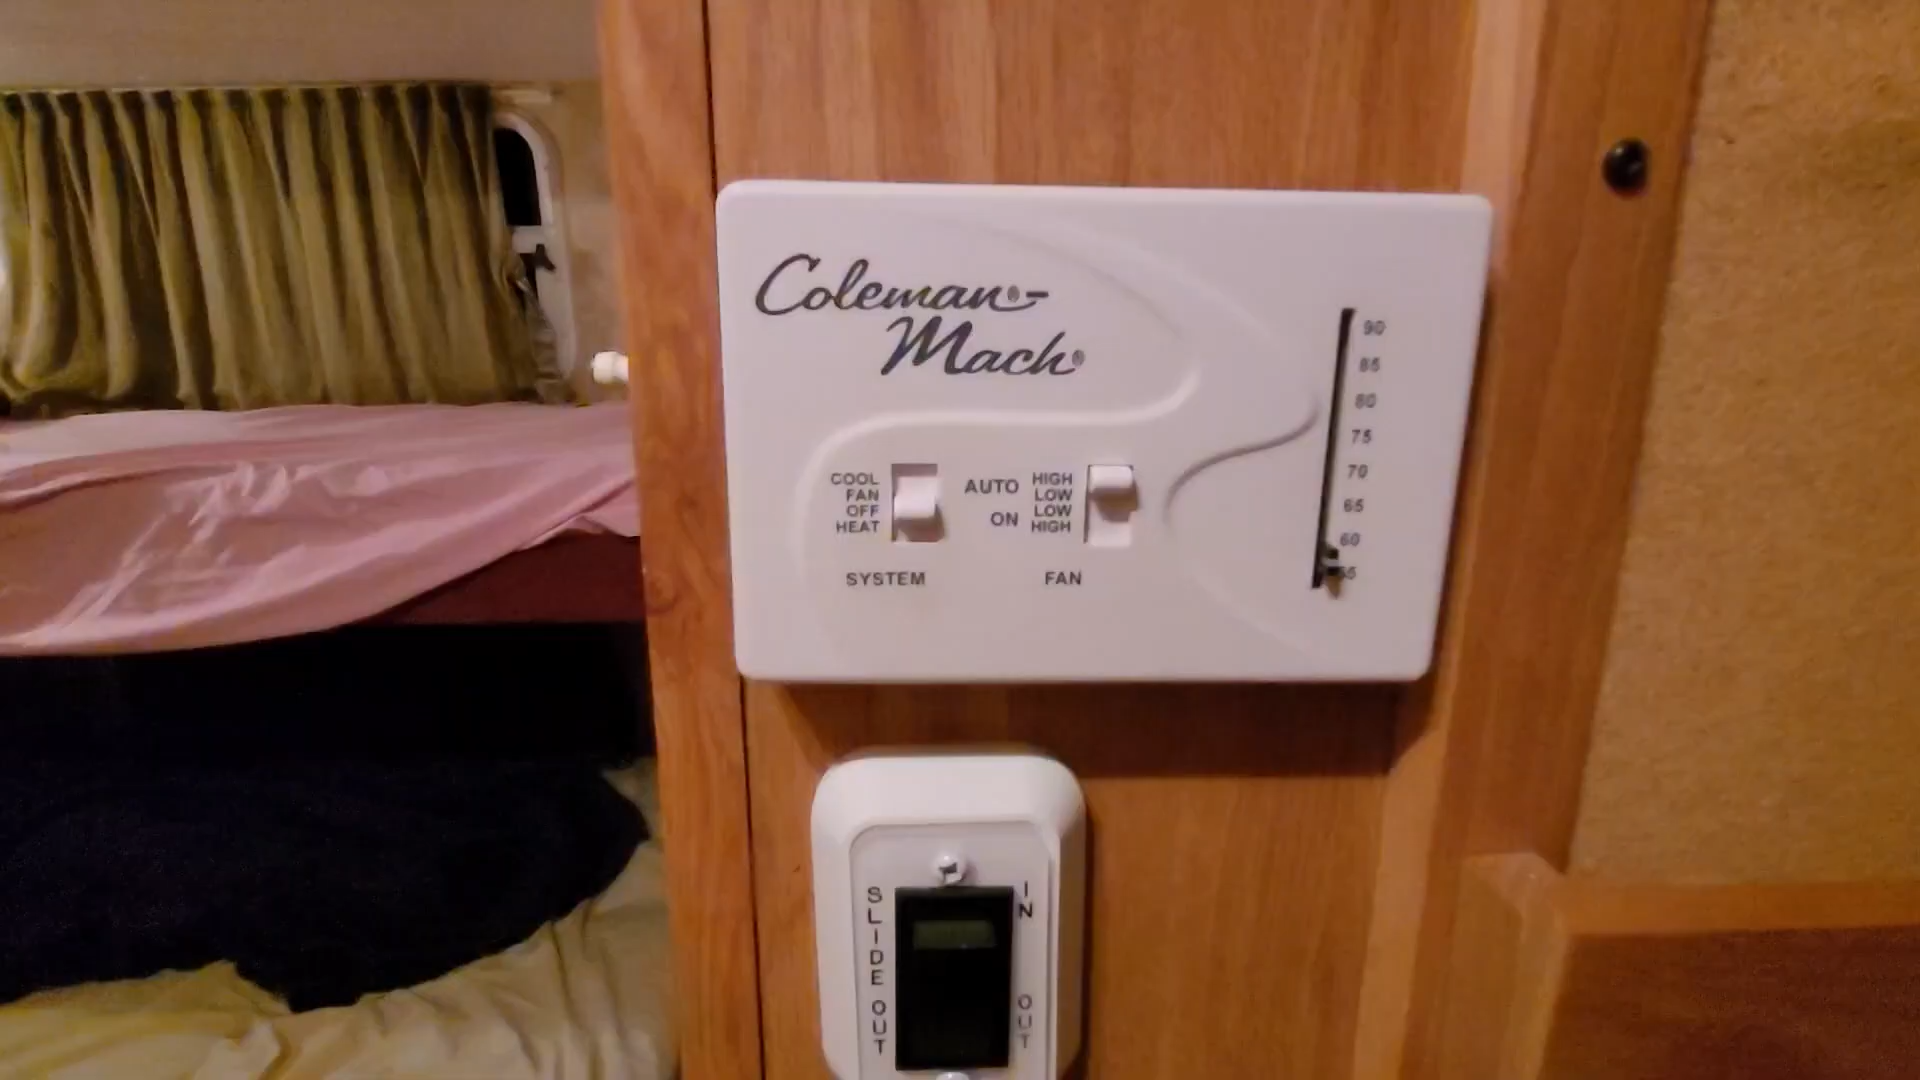 Coleman®-
Mach®
90
85
80
75
70
65
60
55
COOL
FAN
OFF
HEAT
AUTO
ON
HIGH
LOW
LOW
HIGH
SYSTEM
FAN
SLIDE OUT
IN
OUT